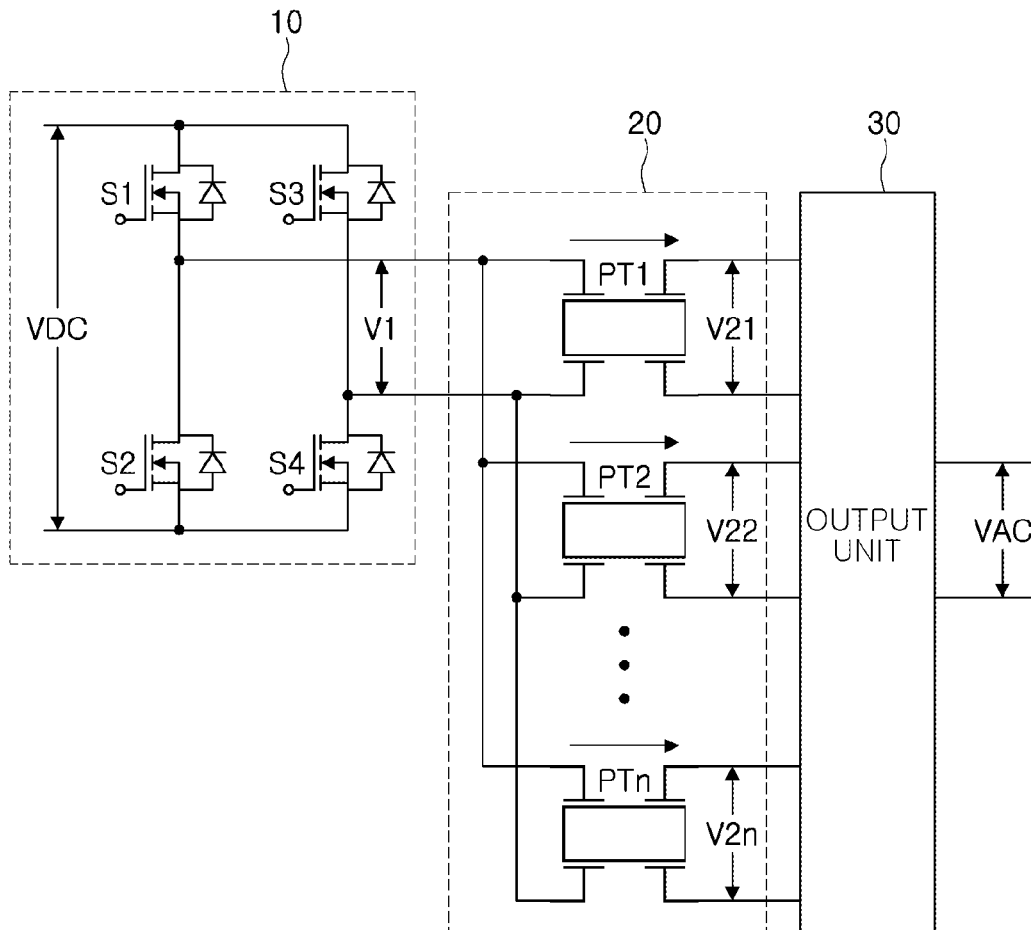 10
20
30
S1
S3
VDC
V1
S2
S4
PT1
V21
PT2
V22
PTn
V2n
OUTPUT
UNIT
VAC